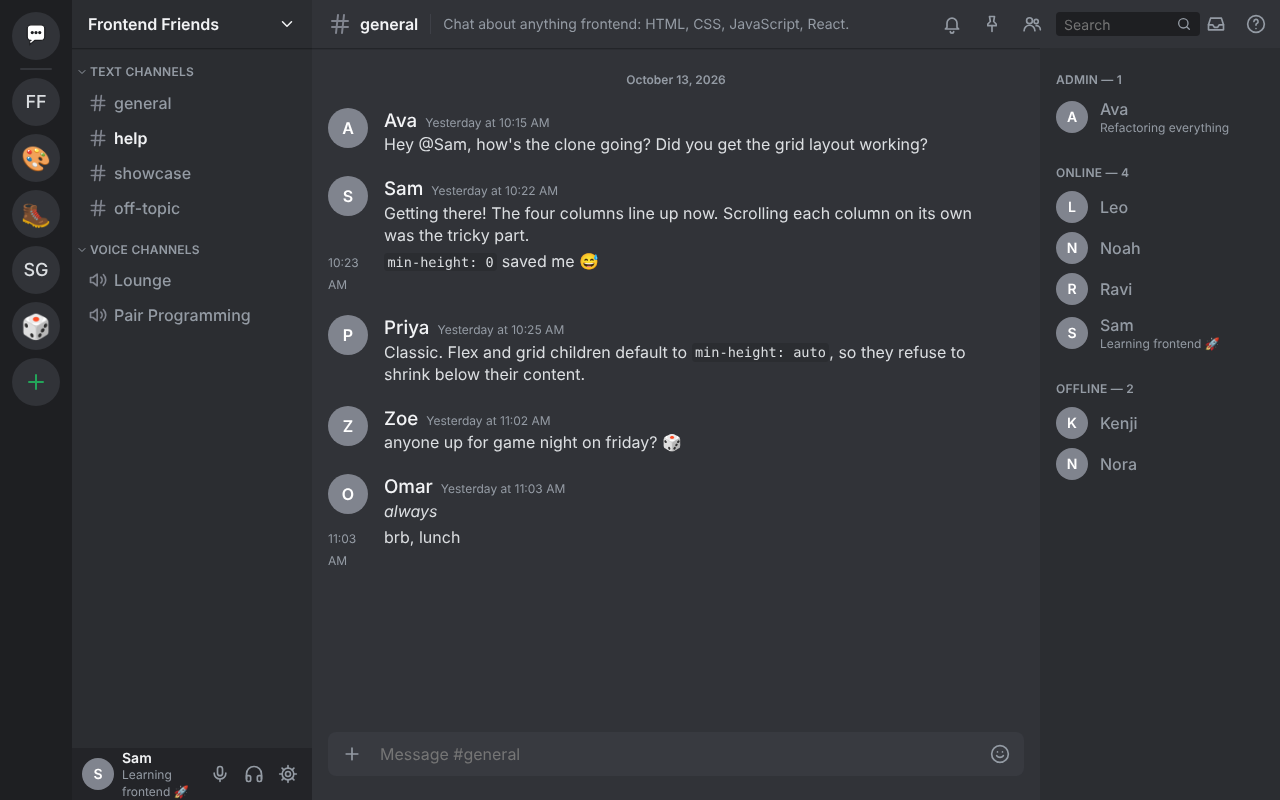 FF
SG
Frontend Friends
TEXT CHANNELS
general
help
showcase
off-topic
VOICE CHANNELS
Lounge
Pair Programming
S
Sam
Learning
frontend 🚀
# general
Chat about anything frontend: HTML, CSS, JavaScript, React.
Search
October 13, 2026
A
Ava Yesterday at 10:15 AM
Hey @Sam, how's the clone going? Did you get the grid layout working?
S
Sam Yesterday at 10:22 AM
Getting there! The four columns line up now. Scrolling each column on its own
was the tricky part.
10:23
AM
min-height: 0 saved me 😅
P
Priya Yesterday at 10:25 AM
Classic. Flex and grid children default to min-height: auto, so they refuse to
shrink below their content.
Z
Zoe Yesterday at 11:02 AM
anyone up for game night on friday? 🎲
O
Omar Yesterday at 11:03 AM
always
11:03
AM
brb, lunch
Message #general
ADMIN — 1
A
Ava
Refactoring everything
ONLINE — 4
L
Leo
N
Noah
R
Ravi
S
Sam
Learning frontend 🚀
OFFLINE — 2
K
Kenji
N
Nora